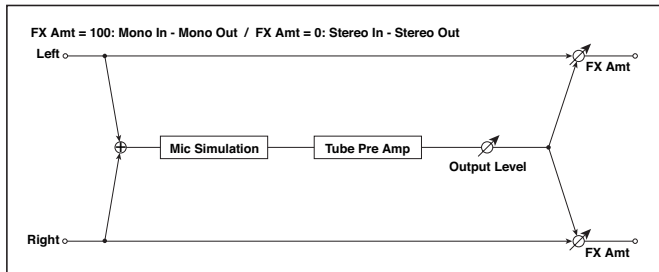 FX Amt = 100: Mono In - Mono Out / FX Amt = 0: Stereo In - Stereo Out
Left
FX Amt
Mic Simulation
Tube Pre Amp
Output Level
Right
FX Amt